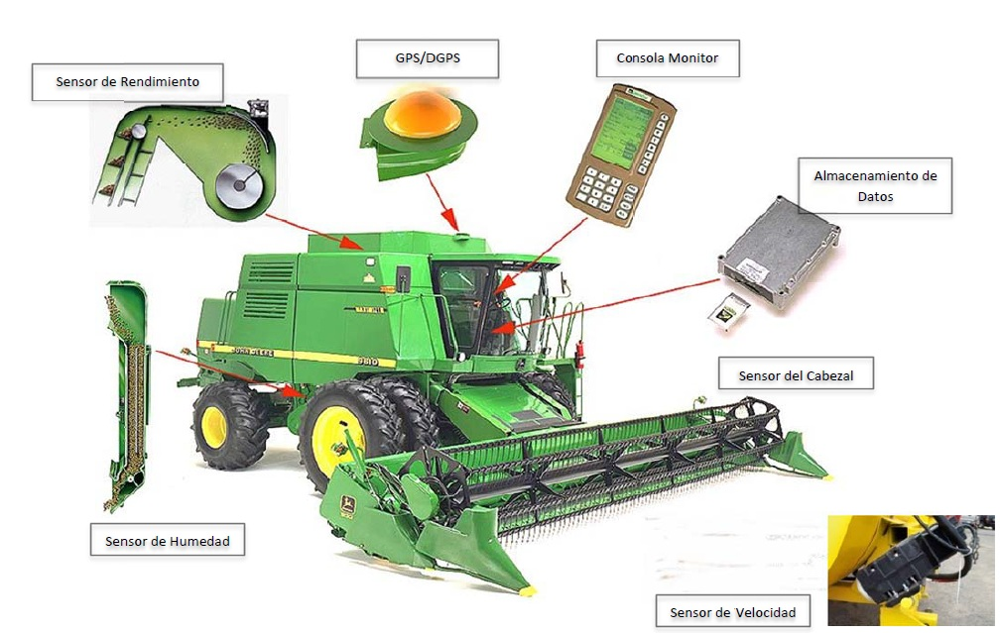 GPS/DGPS
Consola Monitor
Sensor de Rendimiento
Almacenamiento de
Datos
JOHN DEERE
9610
Sensor del Cabezal
Sensor de Humedad
Sensor de Velocidad